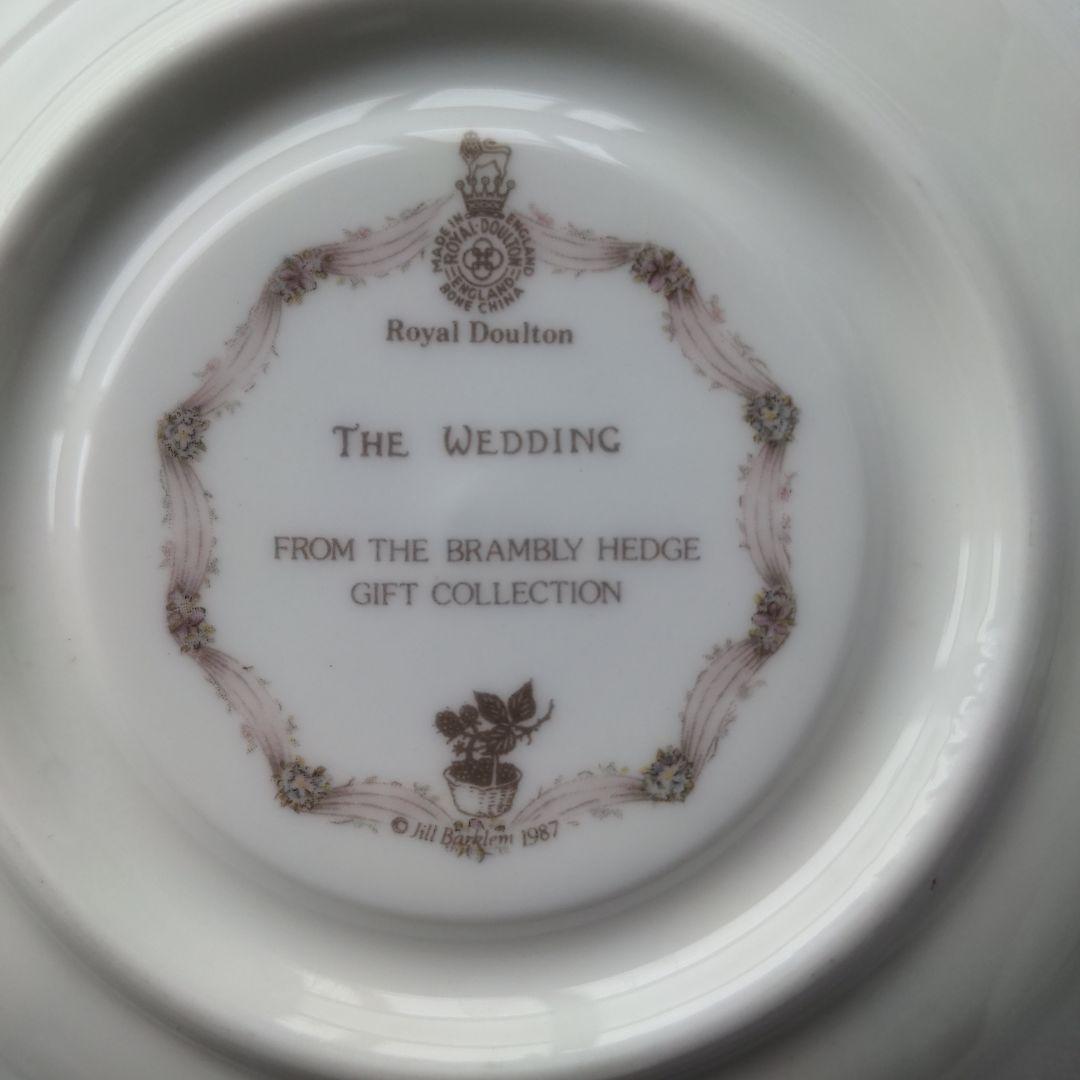 MADE IN ENGLAND
ROYAL·DOULTON
ENGLAND
BONE CHINA
Royal Doulton
THE WEDDING
FROM THE BRAMBLY HEDGE
GIFT COLLECTION
© Jill Barklem 1987